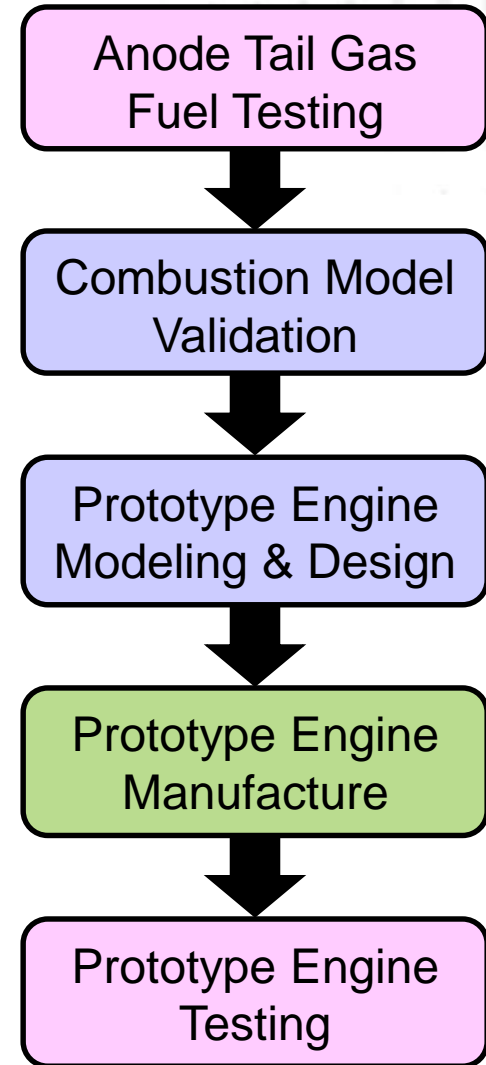 Anode Tail Gas
Fuel Testing
Combustion Model
Validation
Prototype Engine
Modeling & Design
Prototype Engine
Manufacture
Prototype Engine
Testing